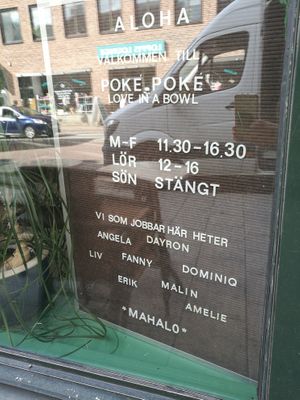 ALOHA
VÄLKOMMEN TILL
POKE-POKE
LOVE IN A BOWL
M-F 11.30-16.30
LÖR 12-16
SÖN STÄNGT
VI SOM JOBBAR HÄR HETER
ANGELA DAYRON
LIV FANNY DOMINIQ
ERIK MALIN
AMELIE
*MAHALO*